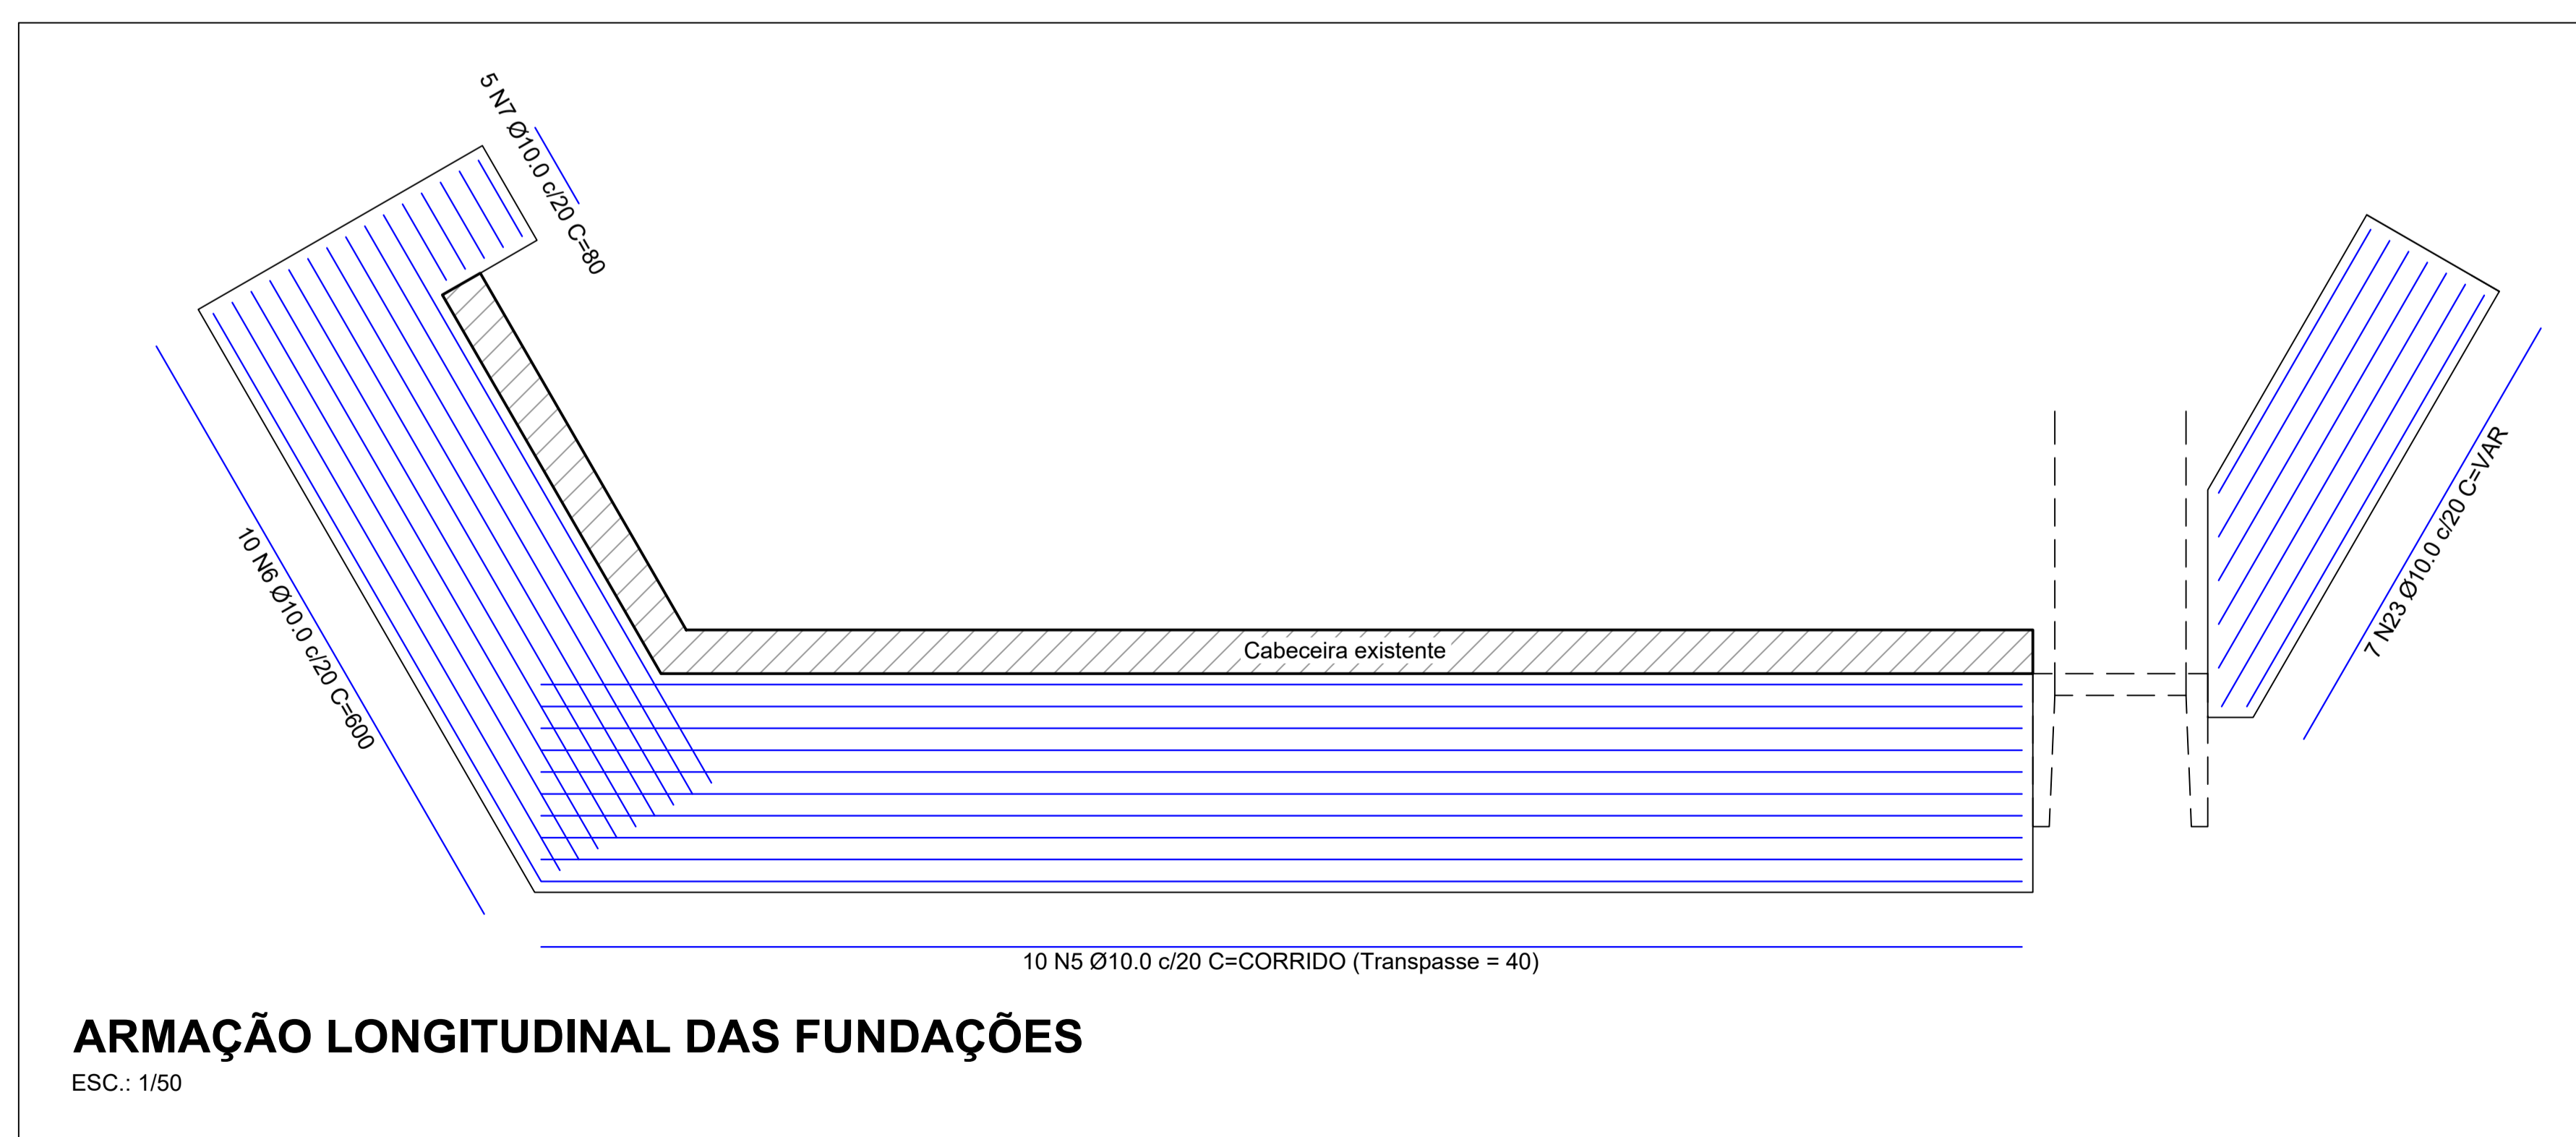 5 N7 Ø10.0 c/20 C=80
10 N6 Ø10.0 c/20 C=600
Cabeceira existente
7 N23 Ø10.0 c/20 C=VAR
10 N5 Ø10.0 c/20 C=CORRIDO (Transpasse = 40)
ARMAÇÃO LONGITUDINAL DAS FUNDAÇÕES
ESC.: 1/50